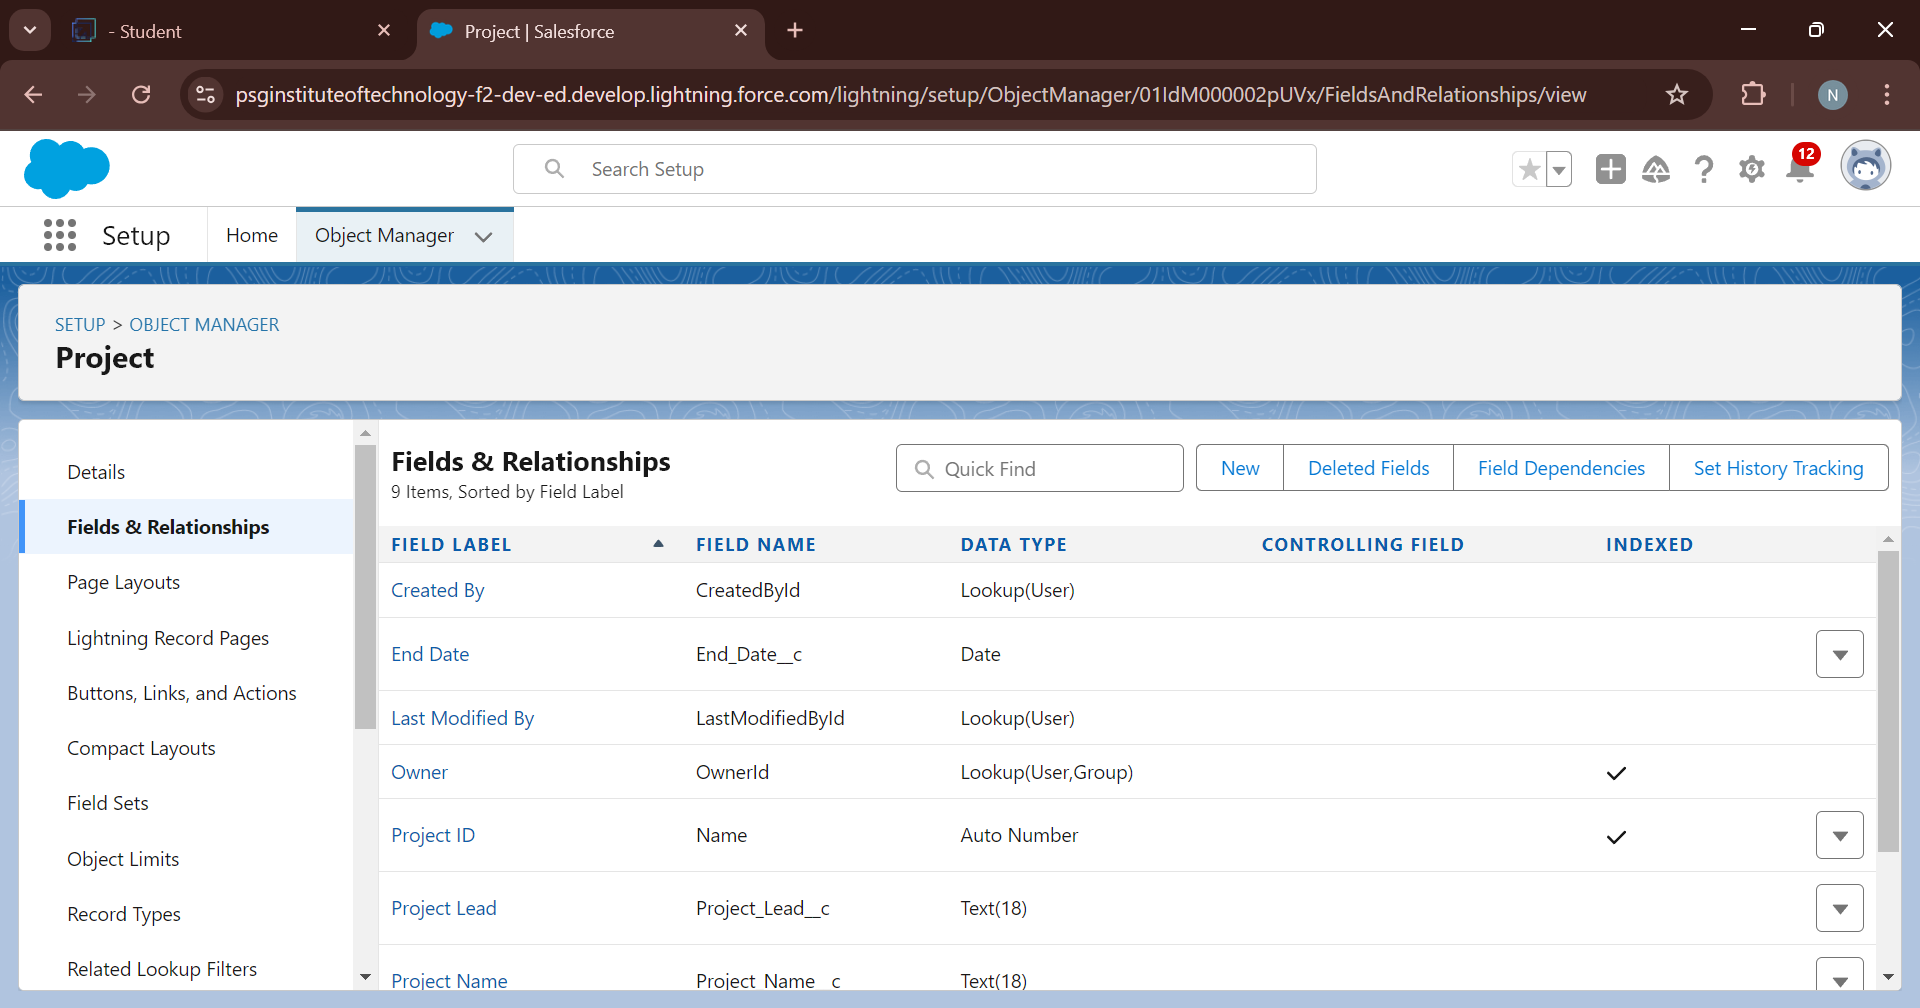 - Student
Project | Salesforce
psginstituteoftechnology-f2-dev-ed.develop.lightning.force.com/lightning/setup/ObjectManager/01IdM000002pUVx/FieldsAndRelationships/view
N
Search Setup
12
Setup
Home
Object Manager
SETUP > OBJECT MANAGER
Project
Details
Fields & Relationships
Page Layouts
Lightning Record Pages
Buttons, Links, and Actions
Compact Layouts
Field Sets
Object Limits
Record Types
Related Lookup Filters
Fields & Relationships
9 Items, Sorted by Field Label
Quick Find
New
Deleted Fields
Field Dependencies
Set History Tracking
FIELD LABEL FIELD NAME DATA TYPE CONTROLLING FIELD INDEXED
Created By CreatedById Lookup(User)
End Date End_Date__c Date
Last Modified By LastModifiedById Lookup(User)
Owner OwnerId Lookup(User,Group)
Project ID Name Auto Number
Project Lead Project_Lead__c Text(18)
Project Name Project_Name__c Text(18)